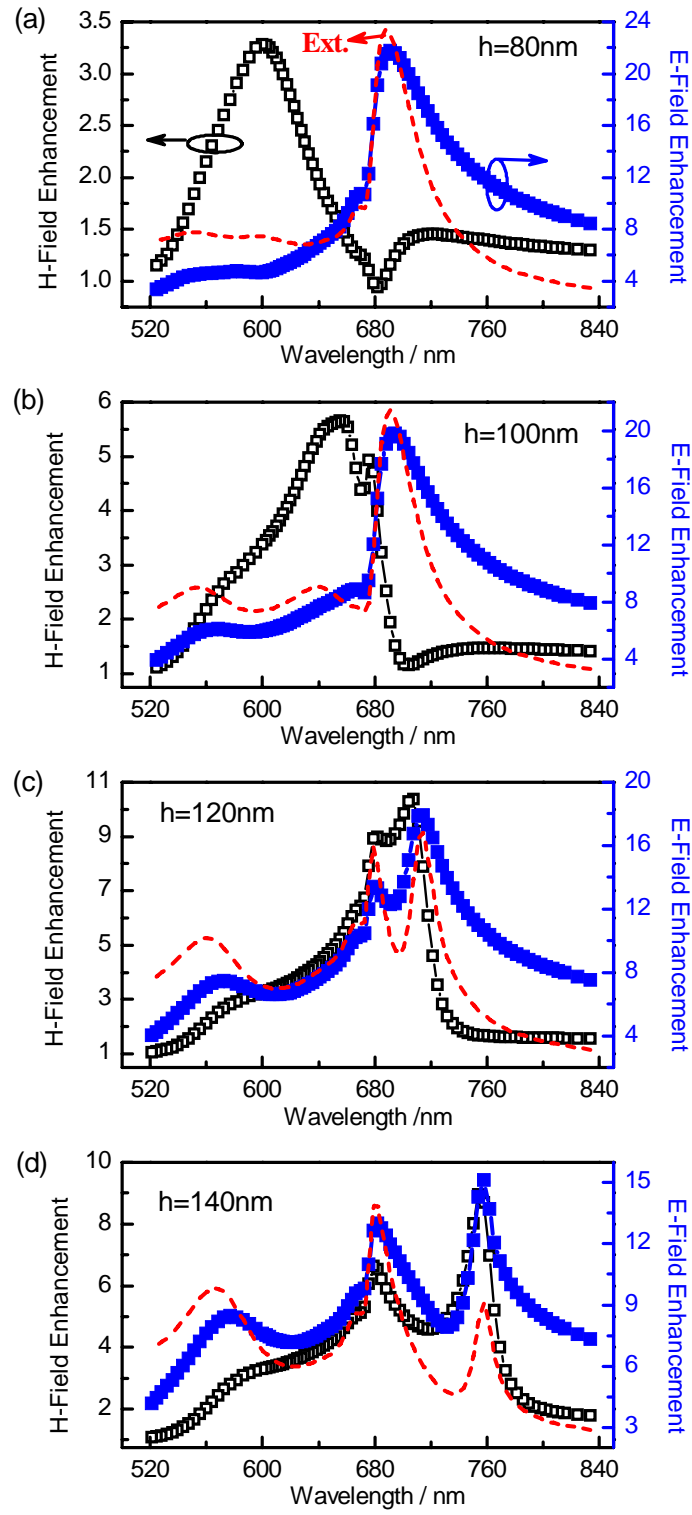 (a)
Ext.
h=80nm
3.5
3.0
2.5
2.0
1.5
1.0
24
20
16
12
8
4
H-Field Enhancement
E-Field Enhancement
520 600 680 760 840
Wavelength / nm
(b)
h=100nm
6
5
4
3
2
1
20
16
12
8
4
H-Field Enhancement
E-Field Enhancement
520 600 680 760 840
Wavelength / nm
(c)
h=120nm
11
9
7
5
3
1
20
16
12
8
4
H-Field Enhancement
E-Field Enhancement
520 600 680 760 840
Wavelength /nm
(d)
h=140nm
10
8
6
4
2
15
12
9
6
3
H-Field Enhancement
E-Field Enhancement
520 600 680 760 840
Wavelength / nm